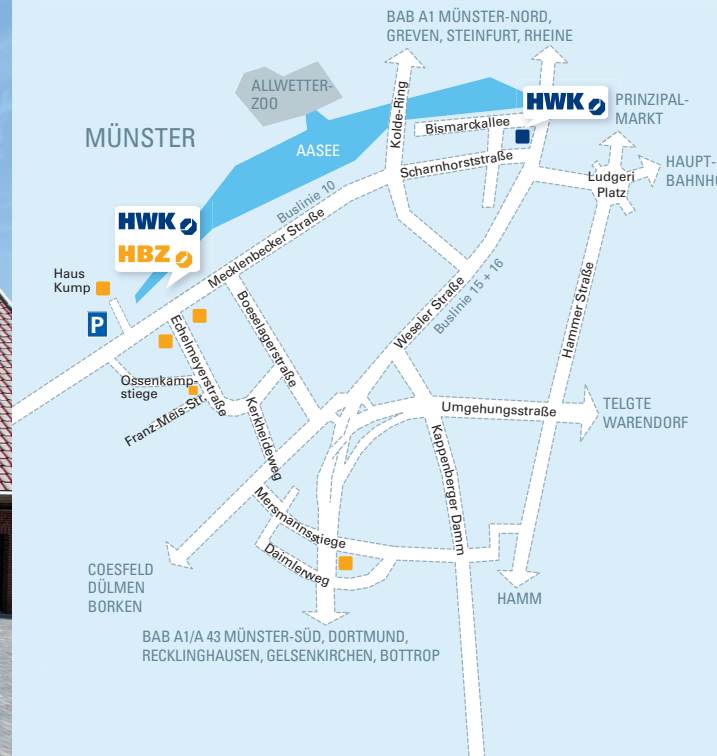 BAB A1 MÜNSTER-NORD,
GREVEN, STEINFURT, RHEINE
ALLWETTER-
ZOO
HWK
PRINZIPAL-
MARKT
Kolde-Ring
Bismarckallee
MÜNSTER
AASEE
Scharnhorststraße
HAUPT-
Ludgeri
Platz
Buslinie 10
HWK
HBZ
Mecklenbecker Straße
Haus
Kump
P
Echelmeyerstraße
Boeselagerstraße
Weseler Straße
Buslinie 15 + 16
Hammer Straße
Ossenkamp-
stiege
Franz-Meis-Str.
Kerkheideweg
Umgehungsstraße
TELGTE
WARENDORF
Kappenberger Damm
Mersmannsstiege
Daimlerweg
COESFELD
DÜLMEN
BORKEN
HAMM
BAB A1/A 43 MÜNSTER-SÜD, DORTMUND,
RECKLINGHAUSEN, GELSENKIRCHEN, BOTTROP